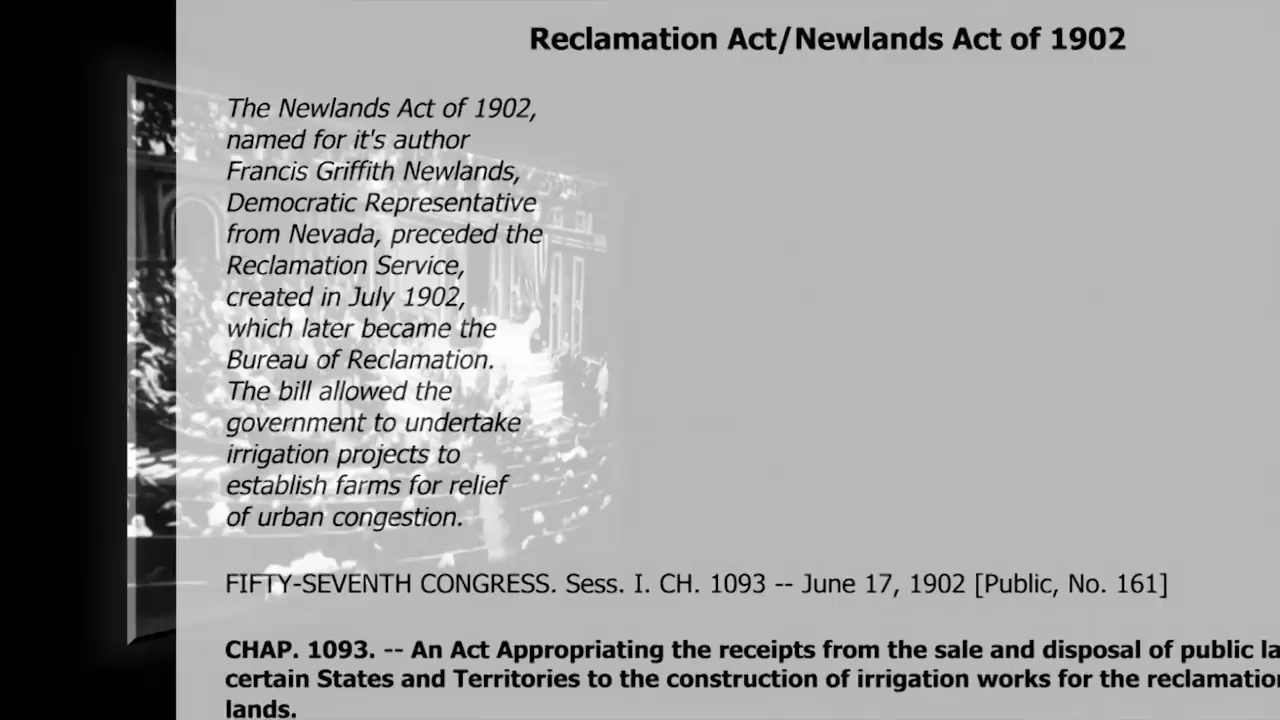 Reclamation Act/Newlands Act of 1902
The Newlands Act of 1902,
named for it's author
Francis Griffith Newlands,
Democratic Representative
from Nevada, preceded the
Reclamation Service,
created in July 1902,
which later became the
Bureau of Reclamation.
The bill allowed the
government to undertake
irrigation projects to
establish farms for relief
of urban congestion.
FIFTY-SEVENTH CONGRESS. Sess. I. CH. 1093 -- June 17, 1902 [Public, No. 161]
CHAP. 1093. -- An Act Appropriating the receipts from the sale and disposal of public
certain States and Territories to the construction of irrigation works for the
lands.